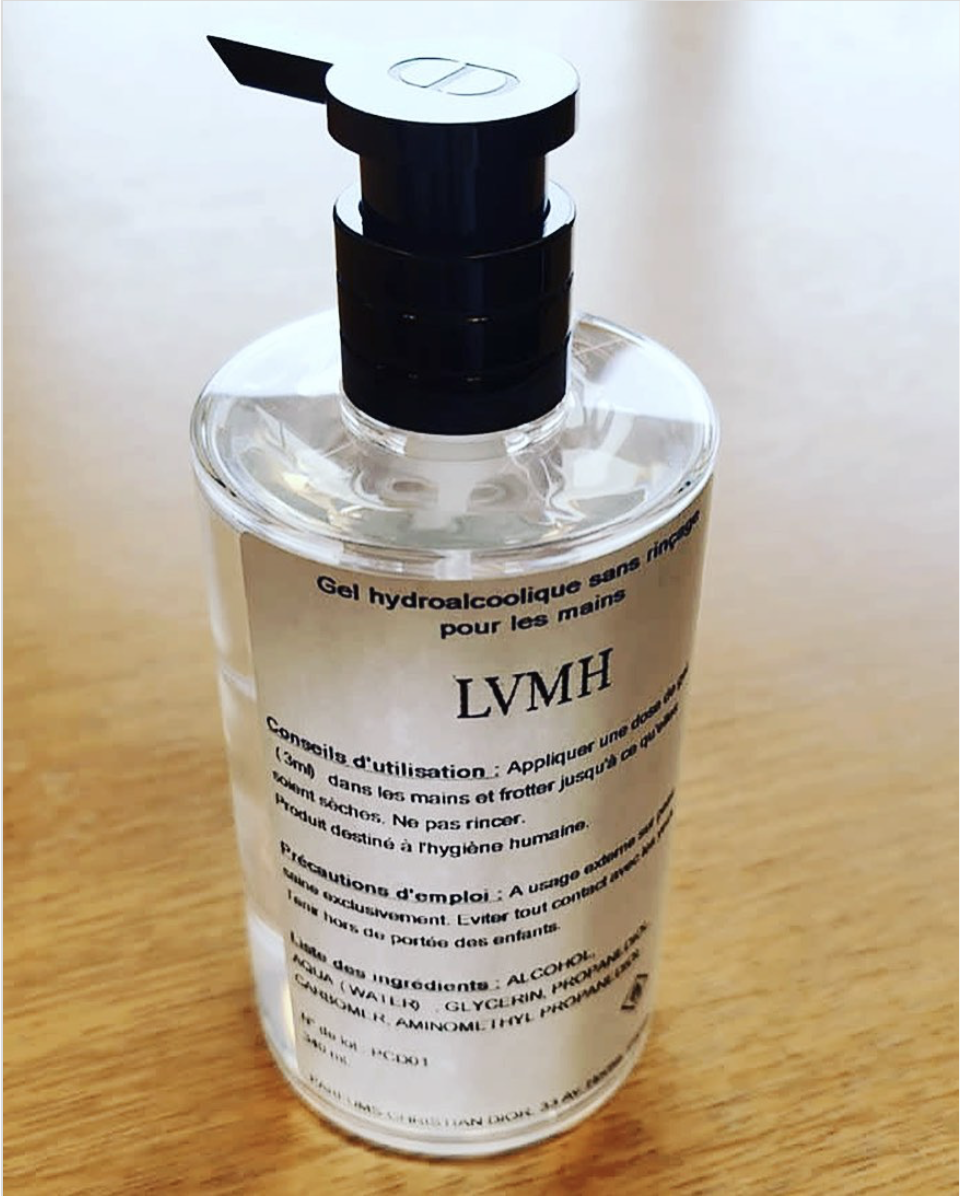 CD
Gel hydroalcoolique sans rinçage
pour les mains
LVMH
Conseils d'utilisation : Appliquer une dose de gel
(3ml) dans les mains et frotter jusqu'à ce qu'elles
soient sèches. Ne pas rincer.
Produit destiné à l'hygiène humaine.
Précautions d'emploi : A usage externe sur peau
saine exclusivement. Eviter tout contact avec les yeux.
Tenir hors de portée des enfants.
Liste des ingrédients : ALCOHOL,
AQUA (WATER) , GLYCERIN, PROPANEDIOL,
CARBOMER, AMINOMETHYL PROPANEDIOL
N° de lot : PCD01
340 ml
PARFUMS CHRISTIAN DIOR, 33 AV. Hoche,